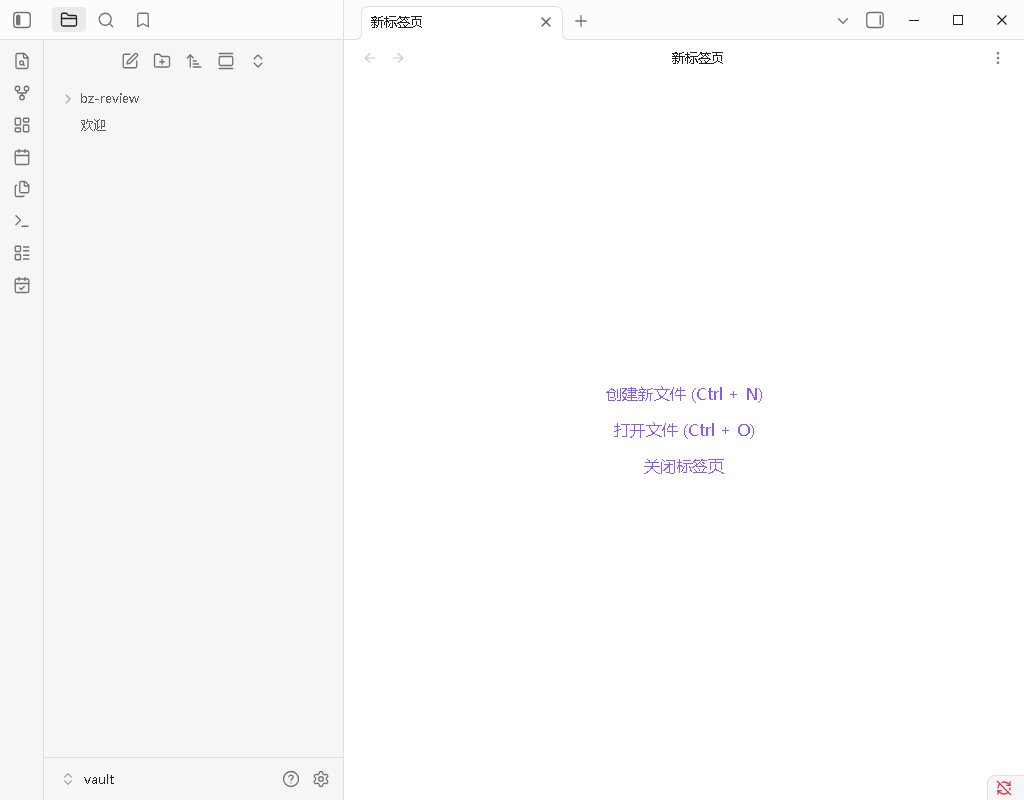 新标签页
新标签页
bz-review
欢迎
创建新文件 (Ctrl + N)
打开文件 (Ctrl + O)
关闭标签页
vault